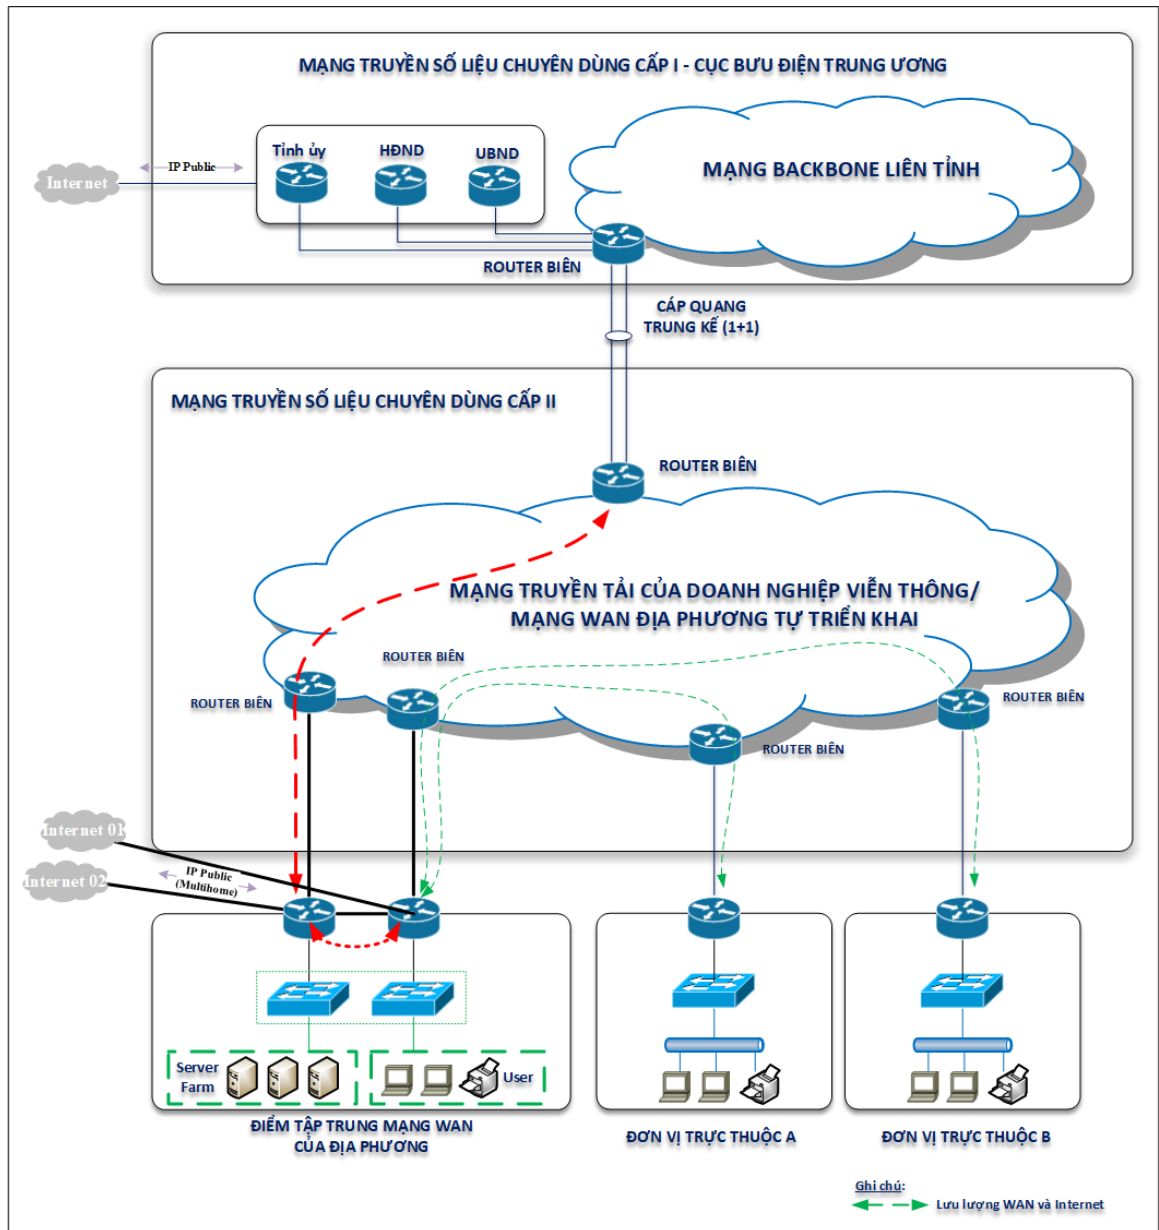 MẠNG TRUYỀN SỐ LIỆU CHUYÊN DÙNG CẤP I - CỤC BƯU ĐIỆN TRUNG ƯƠNG
Tỉnh ủy
HĐND
UBND
MẠNG BACKBONE LIÊN TỈNH
IP Public
Internet
ROUTER BIÊN
CÁP QUANG
TRUNG KẾ (1+1)
MẠNG TRUYỀN SỐ LIỆU CHUYÊN DÙNG CẤP II
ROUTER BIÊN
MẠNG TRUYỀN TẢI CỦA DOANH NGHIỆP VIỄN THÔNG/
MẠNG WAN ĐỊA PHƯƠNG TỰ TRIỂN KHAI
ROUTER BIÊN
ROUTER BIÊN
ROUTER BIÊN
ROUTER BIÊN
Internet 01
Internet 02
IP Public
(Multihome)
Server
Farm
User
ĐIỂM TẬP TRUNG MẠNG WAN
CỦA ĐỊA PHƯƠNG
ĐƠN VỊ TRỰC THUỘC A
ĐƠN VỊ TRỰC THUỘC B
Ghi chú:
Lưu lượng WAN và Internet